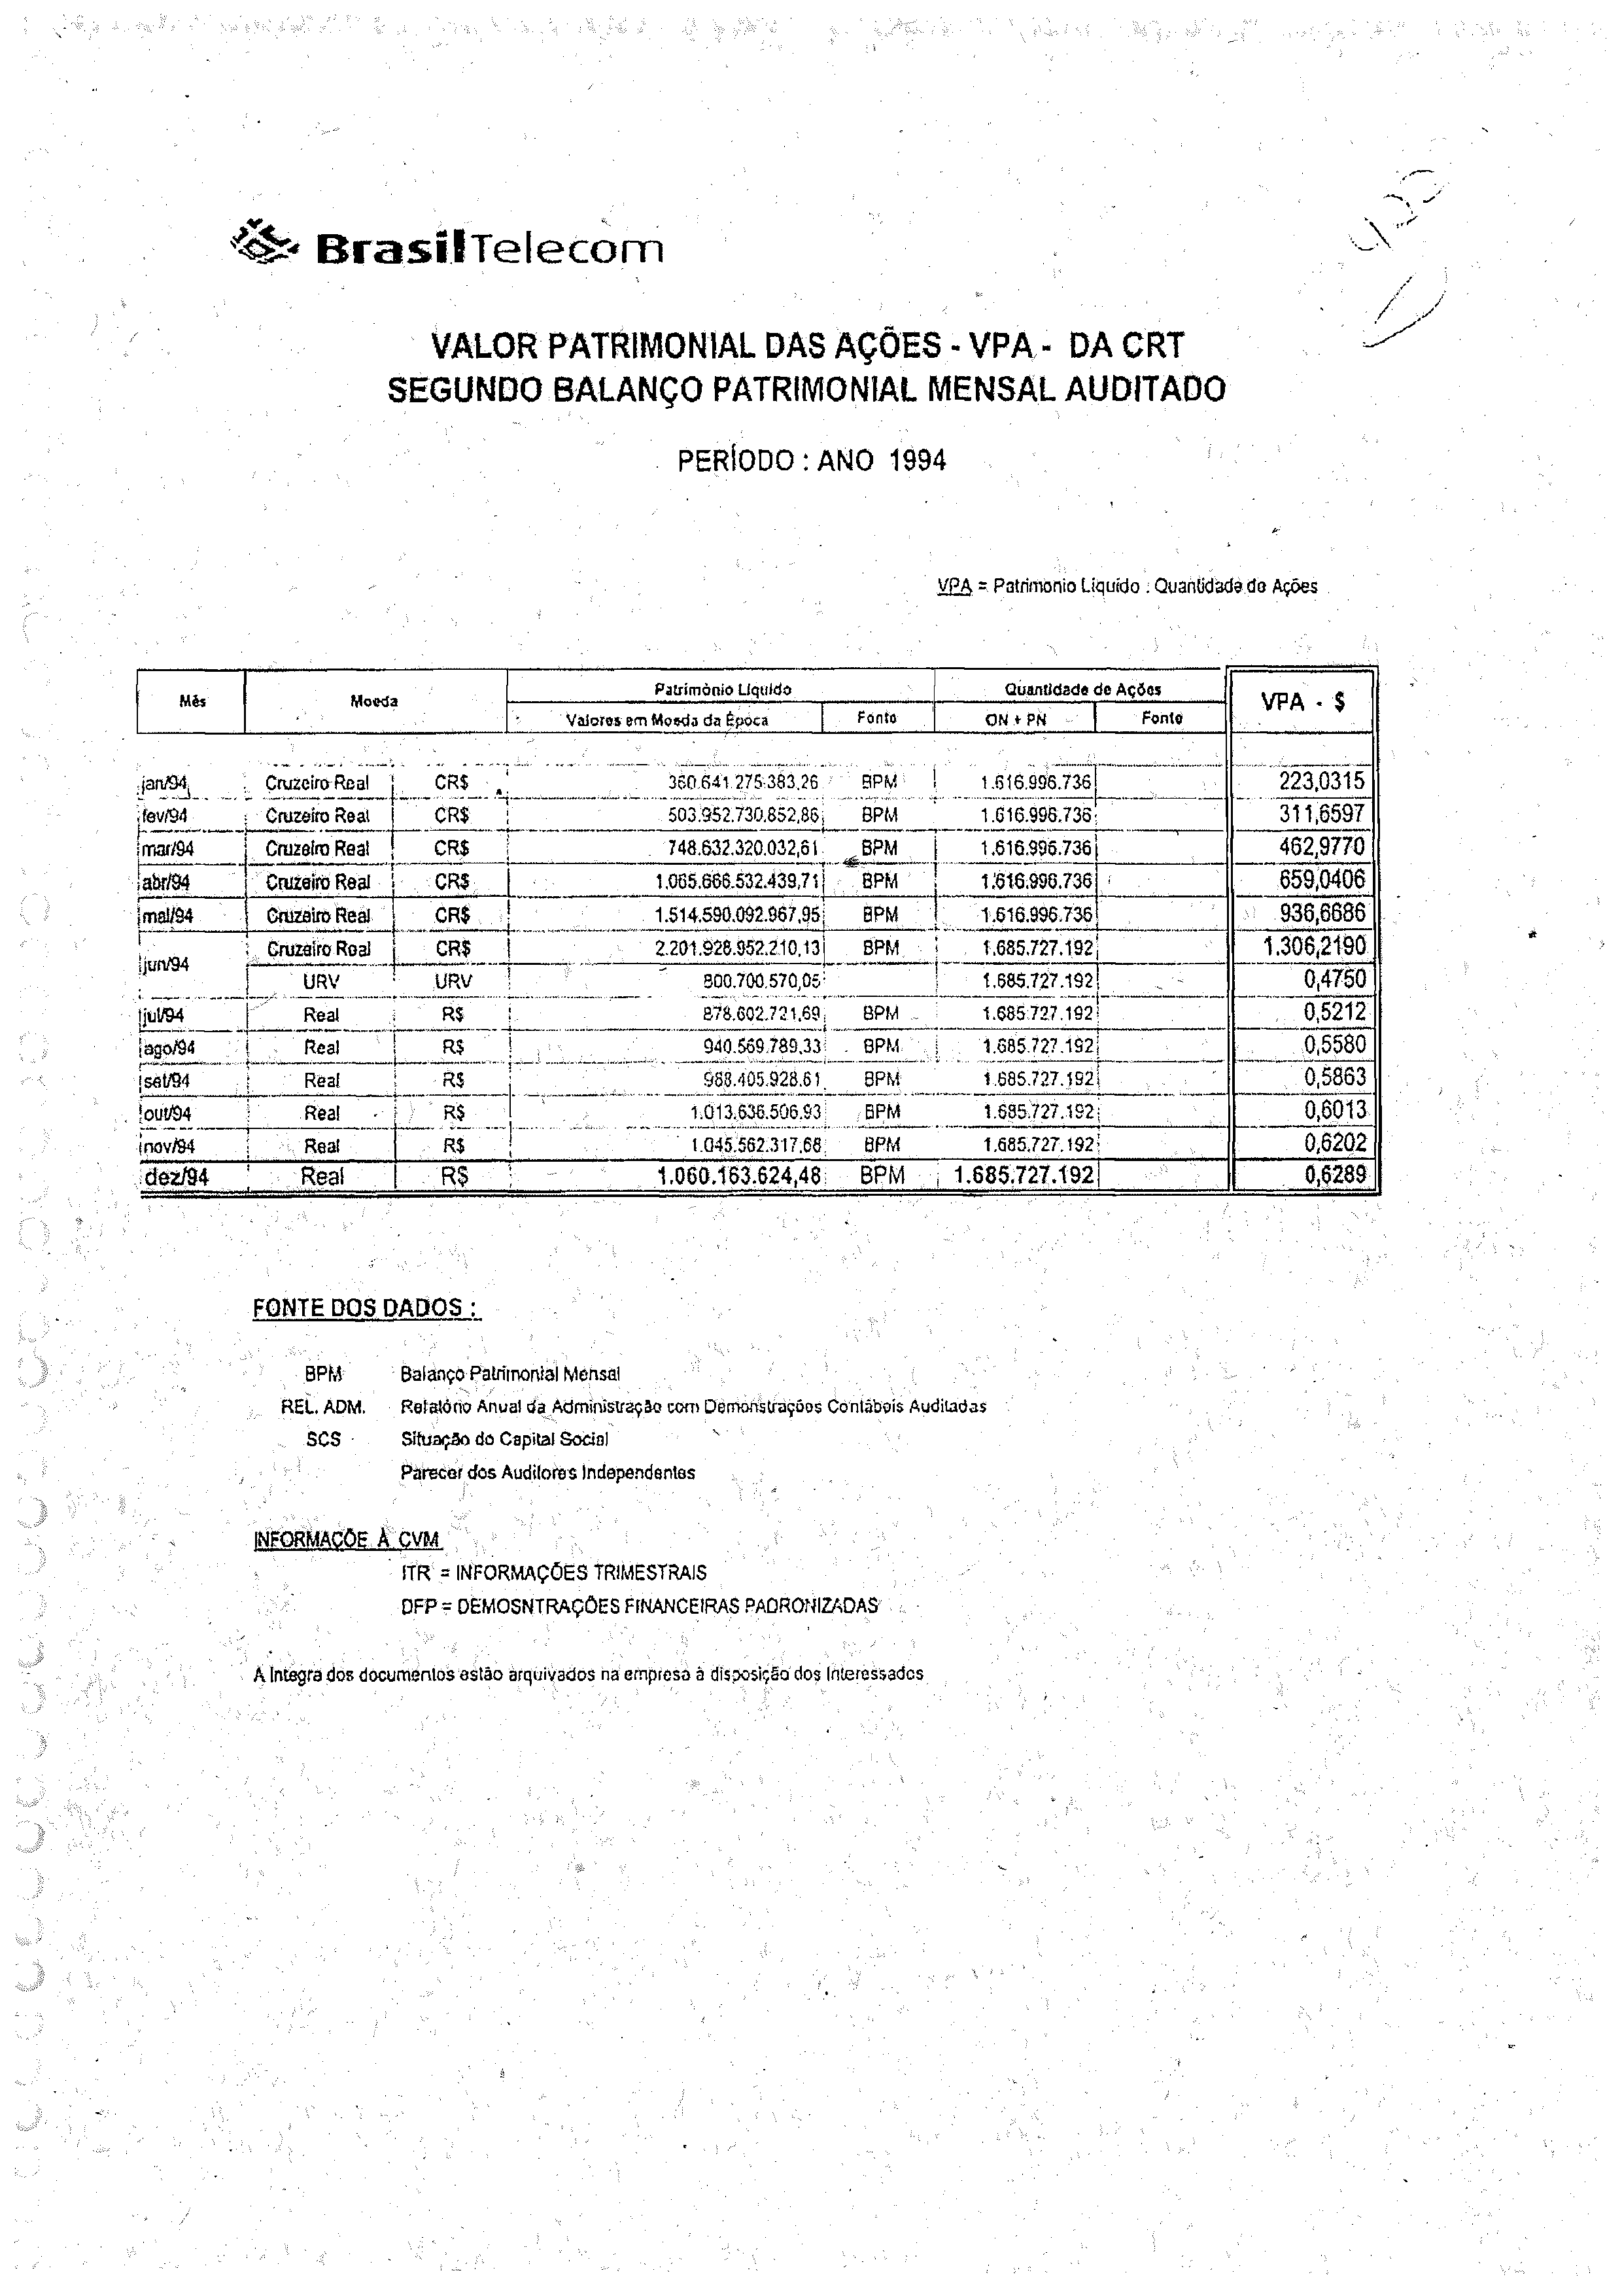 BrasilTelecom
VALOR PATRIMONIAL DAS AÇÕES - VPA - DA CRT
SEGUNDO BALANÇO PATRIMONIAL MENSAL AUDITADO
PERÍODO : ANO 1994
VPA = Patrimonio Liquido : Quantidade de Ações
Mês Moeda Patrimônio Líquido Quantidade de Ações VPA - $
Valores em Moeda da Época Fonte ON + PN Fonte
jan/94 Cruzeiro Real CR$ 360.641.275.383,26 BPM 1.616.996.736 223,0315
fev/94 Cruzeiro Real CR$ 503.952.730.852,86 BPM 1.616.996.736 311,6597
mar/94 Cruzeiro Real CR$ 748.632.320.032,61 BPM 1.616.996.736 462,9770
abr/94 Cruzeiro Real CR$ 1.065.666.532.439,71 BPM 1.616.996.736 659,0406
mai/94 Cruzeiro Real CR$ 1.514.590.092.967,95 BPM 1.616.996.736 936,6686
jun/94 Cruzeiro Real CR$ 2.201.928.952.210,13 BPM 1.685.727.192 1.306,2190
URV URV 800.700.570,05 1.685.727.192 0,4750
jul/94 Real R$ 878.602.721,69 BPM 1.685.727.192 0,5212
ago/94 Real R$ 940.569.789,33 BPM 1.685.727.192 0,5580
set/94 Real R$ 988.405.928,61 BPM 1.685.727.192 0,5863
out/94 Real R$ 1.013.636.506,93 BPM 1.685.727.192 0,6013
nov/94 Real R$ 1.045.562.317,68 BPM 1.685.727.192 0,6202
dez/94 Real R$ 1.060.163.624,48 BPM 1.685.727.192 0,6289
FONTE DOS DADOS :
BPM Balanço Patrimonial Mensal
REL. ADM. Relatório Anual da Administração com Demonstrações Contábeis Auditadas
SCS Situação do Capital Social
Parecer dos Auditores Independentes
INFORMAÇÕE À CVM
ITR = INFORMAÇÕES TRIMESTRAIS
DFP = DEMOSNTRAÇÕES FINANCEIRAS PADRONIZADAS
A Integra dos documentos estão arquivados na empresa à disposição dos Interessados